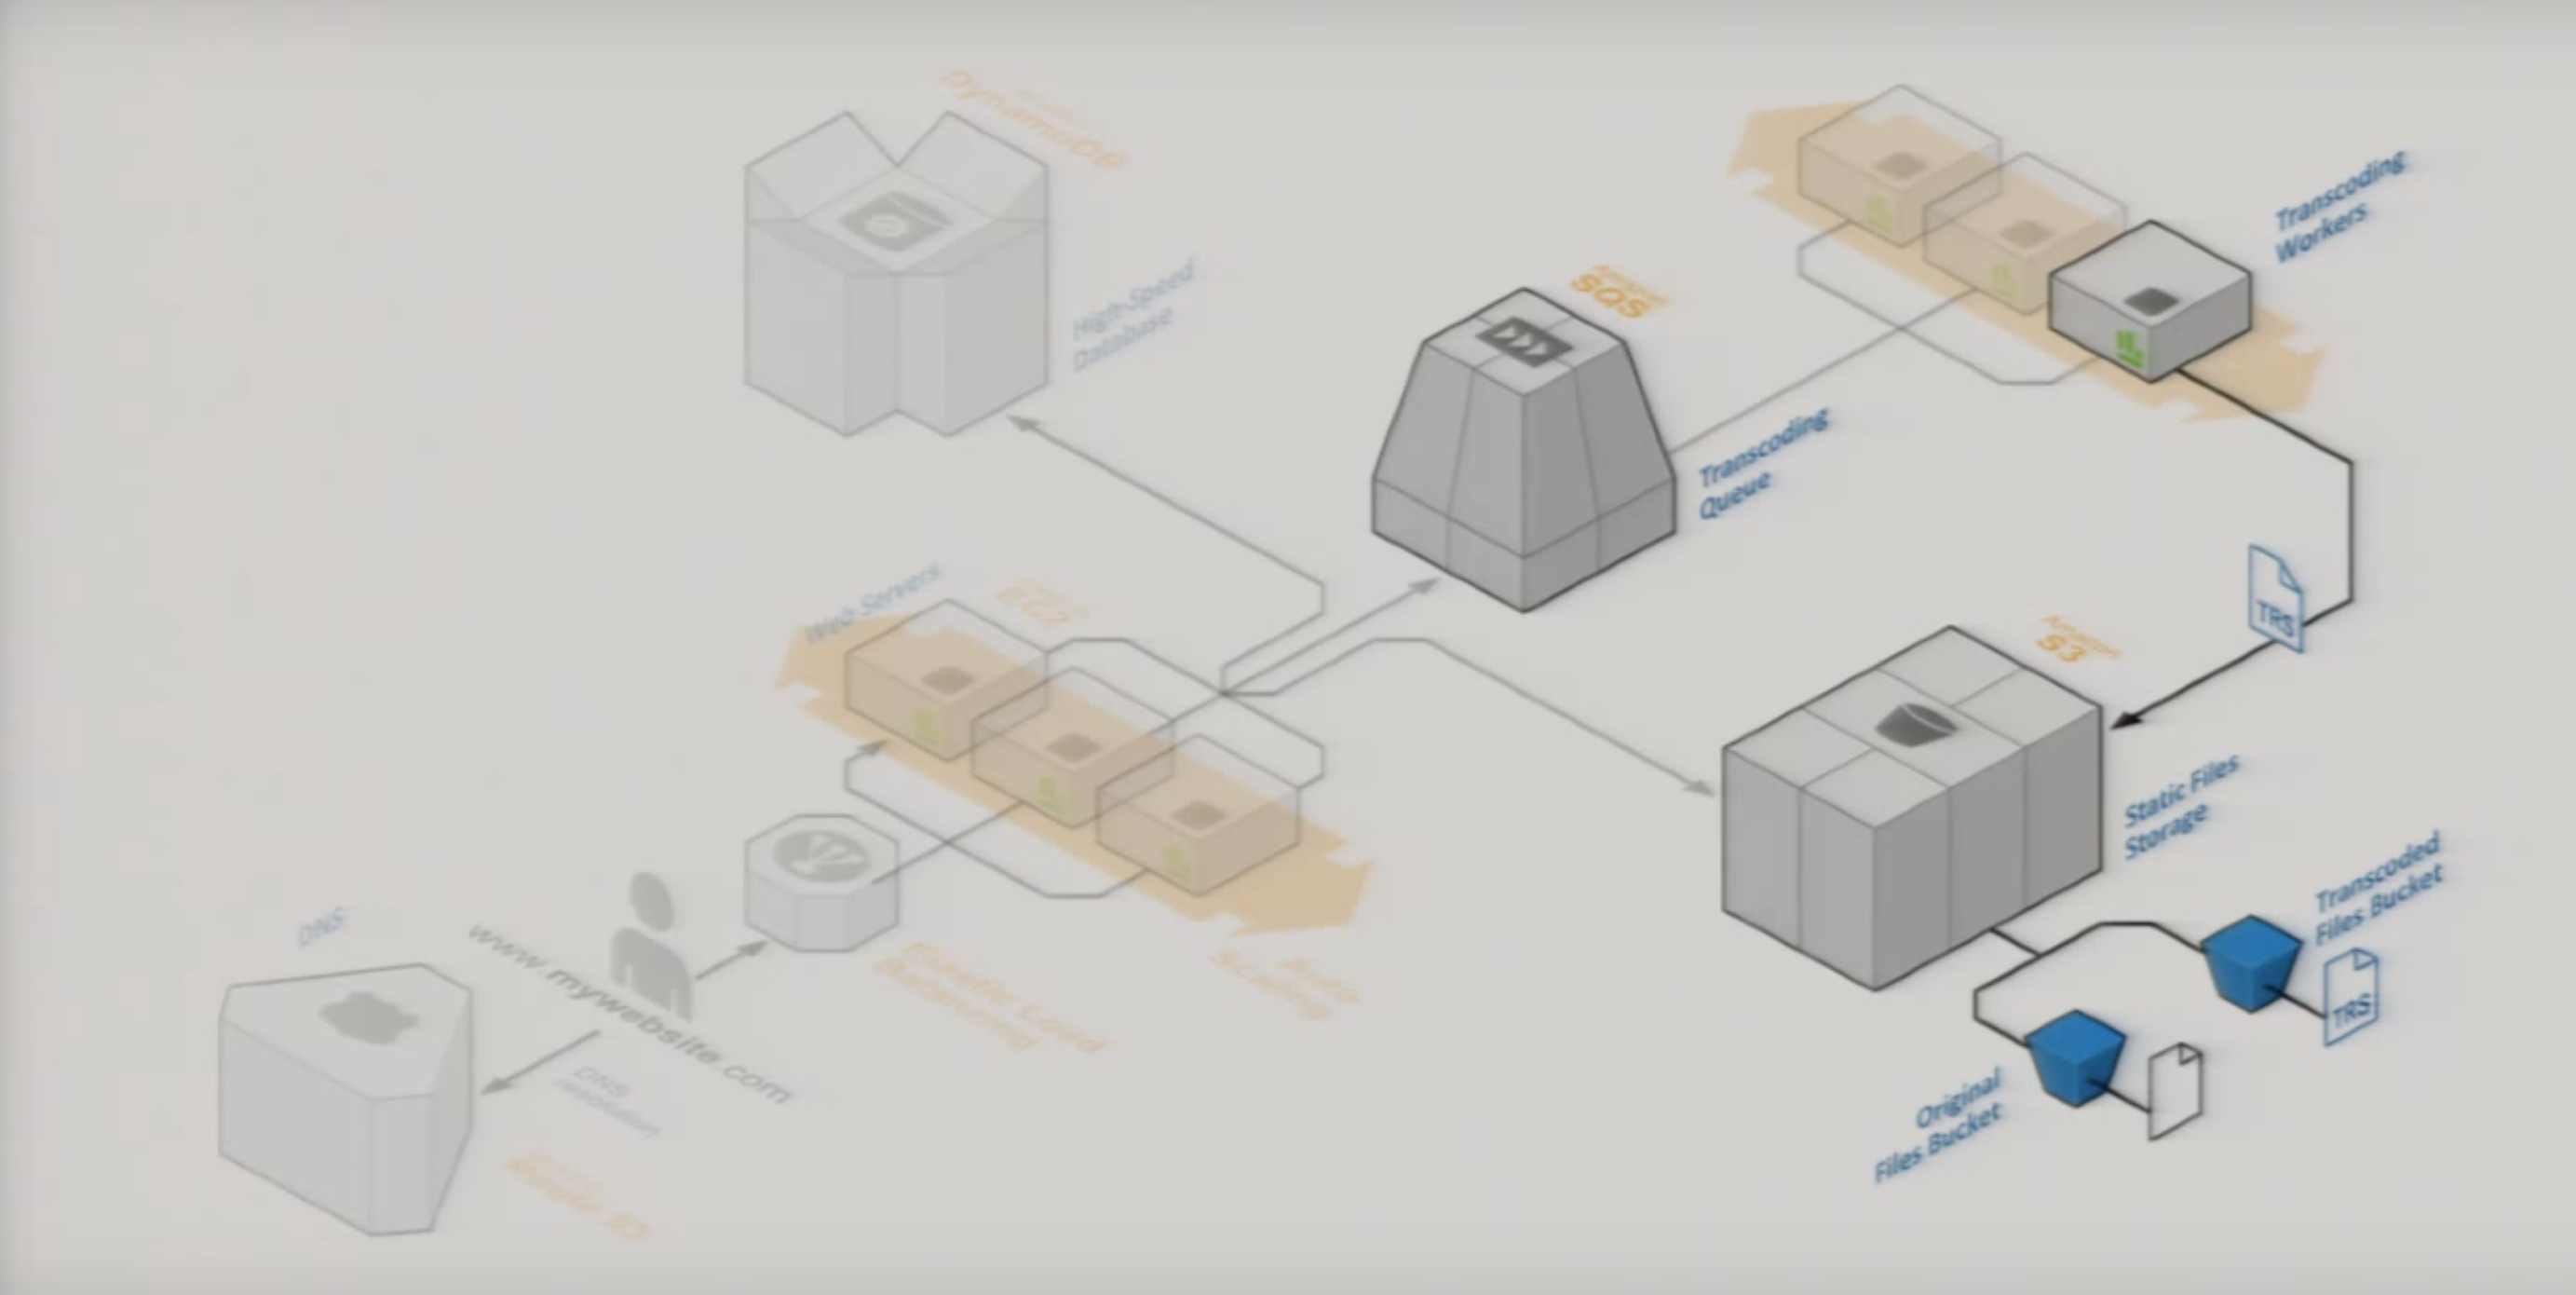 Amazon
DynamoDB
High-Speed
Database
Amazon
SQS
Transcoding
Queue
Transcoding
Workers
TRS
Web Servers
Amazon
EC2
Amazon
S3
Static Files
Storage
Transcoded
Files Bucket
TRS
Original
Files Bucket
DNS
www.mywebsite.com
Elastic Load
Balancing
Auto
Scaling
DNS
resolution
Route 53